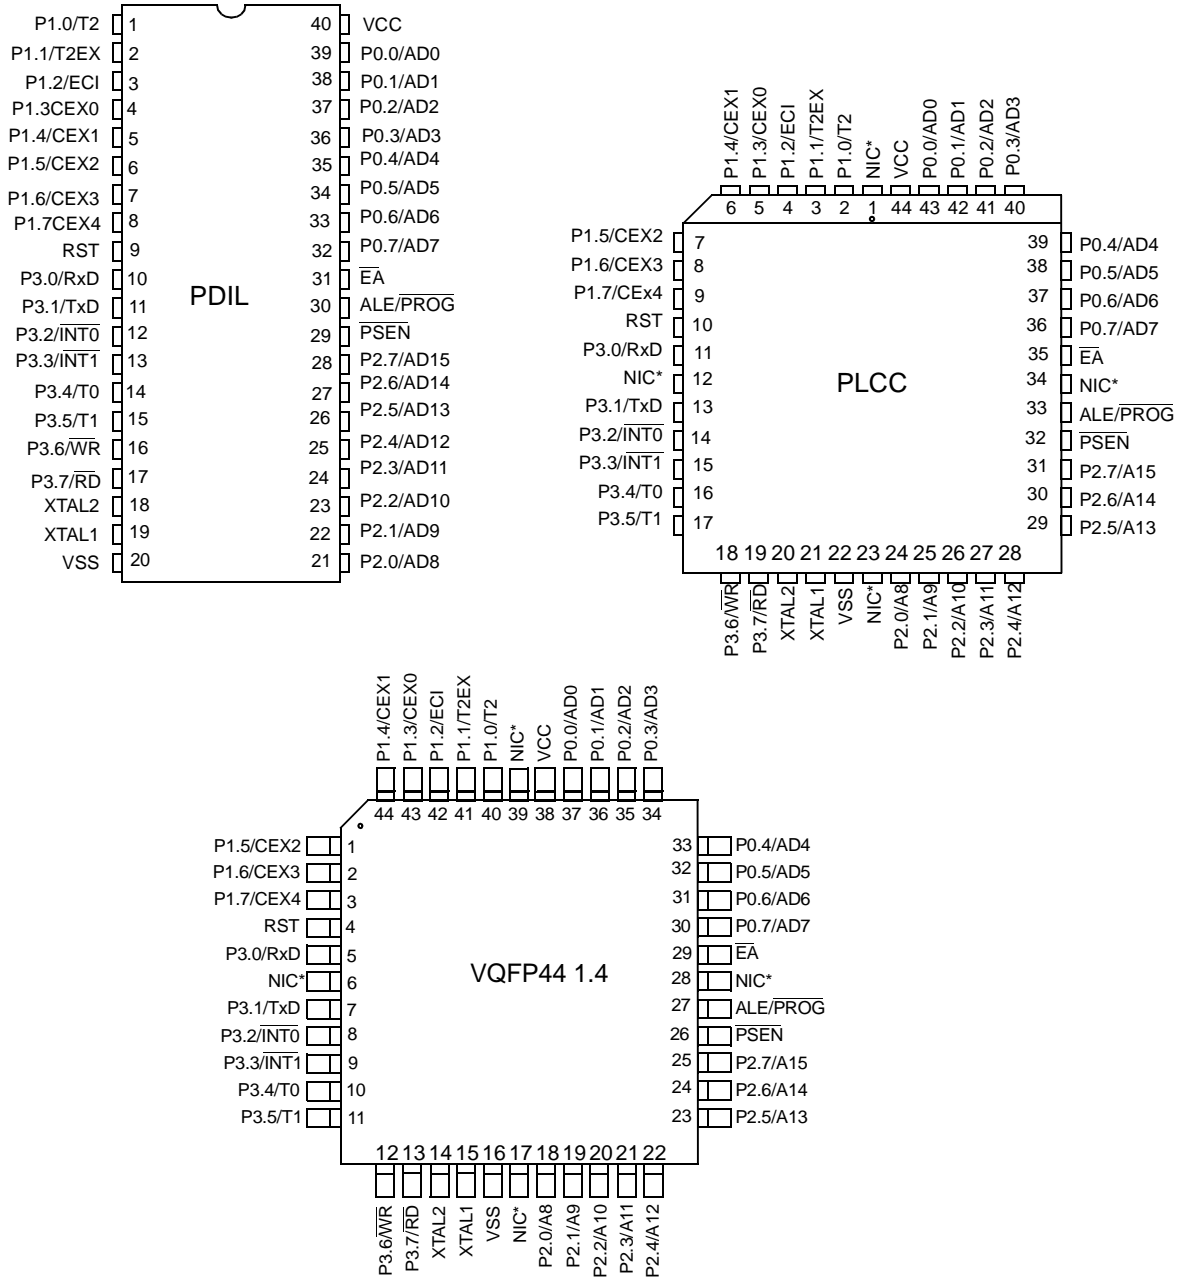 P1.0/T2 1 40 VCC
P1.1/T2EX 2 39 P0.0/AD0
P1.2/ECI 3 38 P0.1/AD1
P1.3CEX0 4 37 P0.2/AD2
P1.4/CEX1 5 36 P0.3/AD3
P1.5/CEX2 6 35 P0.4/AD4
P1.6/CEX3 7 34 P0.5/AD5
P1.7CEX4 8 33 P0.6/AD6
RST 9 32 P0.7/AD7
P3.0/RxD 10 31 EA
PDIL
P3.1/TxD 11 30 ALE/PROG
P3.2/INT0 12 29 PSEN
P3.3/INT1 13 28 P2.7/AD15
P3.4/T0 14 27 P2.6/AD14
P3.5/T1 15 26 P2.5/AD13
P3.6/WR 16 25 P2.4/AD12
P3.7/RD 17 24 P2.3/AD11
XTAL2 18 23 P2.2/AD10
XTAL1 19 22 P2.1/AD9
VSS 20 21 P2.0/AD8
P1.4/CEX1 P1.3/CEX0 P1.2/ECI P1.1/T2EX P1.0/T2 NIC* VCC P0.0/AD0 P0.1/AD1 P0.2/AD2 P0.3/AD3
6 5 4 3 2 1 44 43 42 41 40
P1.5/CEX2 7 39 P0.4/AD4
P1.6/CEX3 8 38 P0.5/AD5
P1.7/CEx4 9 37 P0.6/AD6
RST 10 36 P0.7/AD7
P3.0/RxD 11 35 EA
NIC* 12 PLCC 34 NIC*
P3.1/TxD 13 33 ALE/PROG
P3.2/INT0 14 32 PSEN
P3.3/INT1 15 31 P2.7/A15
P3.4/T0 16 30 P2.6/A14
P3.5/T1 17 29 P2.5/A13
18 19 20 21 22 23 24 25 26 27 28
P3.6/WR P3.7/RD XTAL2 XTAL1 VSS NIC* P2.0/A8 P2.1/A9 P2.2/A10 P2.3/A11 P2.4/A12
P1.4/CEX1 P1.3/CEX0 P1.2/ECI P1.1/T2EX P1.0/T2 NIC* VCC P0.0/AD0 P0.1/AD1 P0.2/AD2 P0.3/AD3
44 43 42 41 40 39 38 37 36 35 34
P1.5/CEX2 1 33 P0.4/AD4
P1.6/CEX3 2 32 P0.5/AD5
P1.7/CEX4 3 31 P0.6/AD6
RST 4 30 P0.7/AD7
P3.0/RxD 5 29 EA
VQFP44 1.4
NIC* 6 28 NIC*
P3.1/TxD 7 27 ALE/PROG
P3.2/INT0 8 26 PSEN
P3.3/INT1 9 25 P2.7/A15
P3.4/T0 10 24 P2.6/A14
P3.5/T1 11 23 P2.5/A13
12 13 14 15 16 17 18 19 20 21 22
P3.6/WR P3.7/RD XTAL2 XTAL1 VSS NIC* P2.0/A8 P2.1/A9 P2.2/A10 P2.3/A11 P2.4/A12